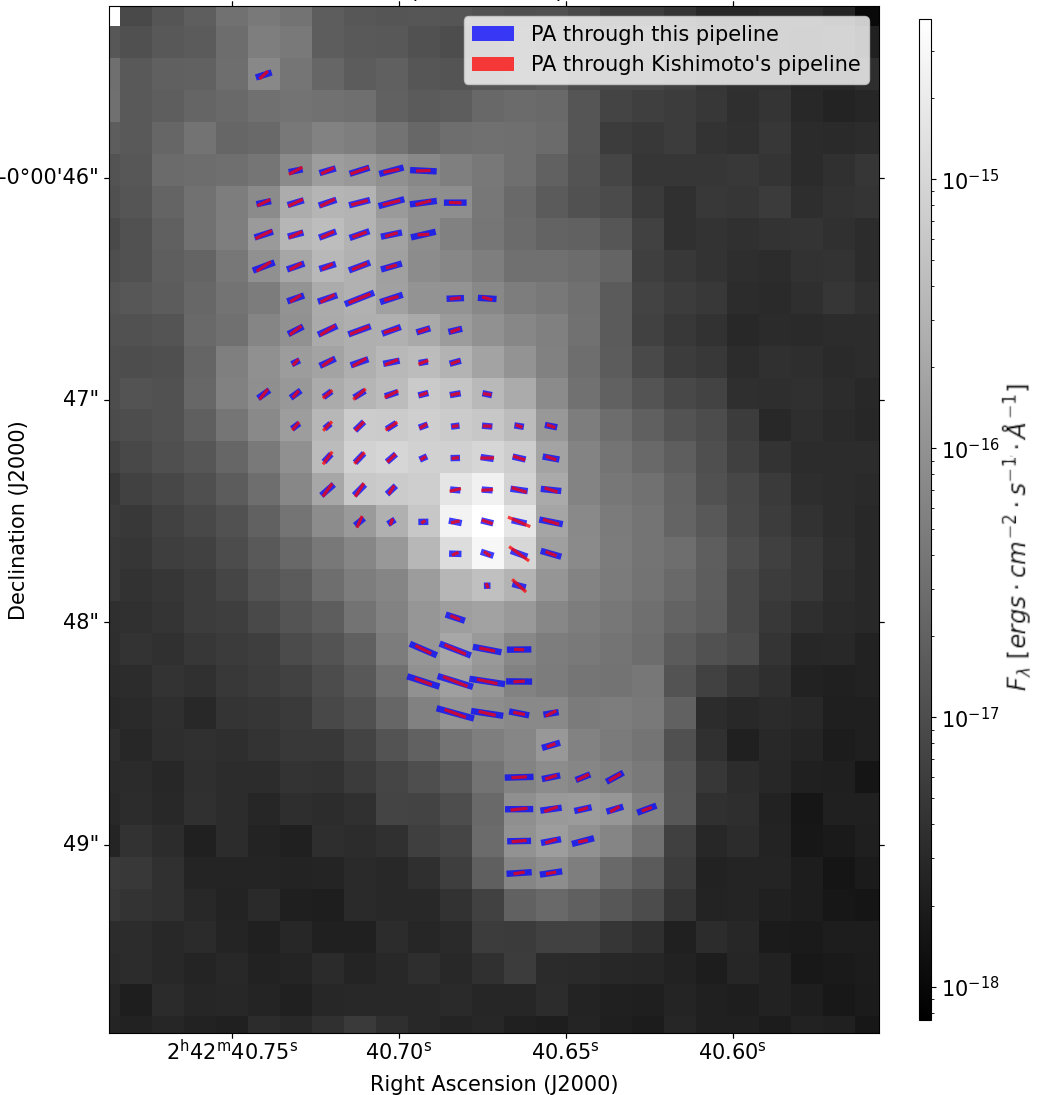 PA through this pipeline
PA through Kishimoto's pipeline
-0°00'46"
47"
48"
49"
Declination (J2000)
2ʰ42ᵐ40.75ˢ
40.70ˢ
40.65ˢ
40.60ˢ
Right Ascension (J2000)
10⁻¹⁵
10⁻¹⁶
10⁻¹⁷
10⁻¹⁸
F_λ [ergs · cm⁻² · s⁻¹ · Å⁻¹]